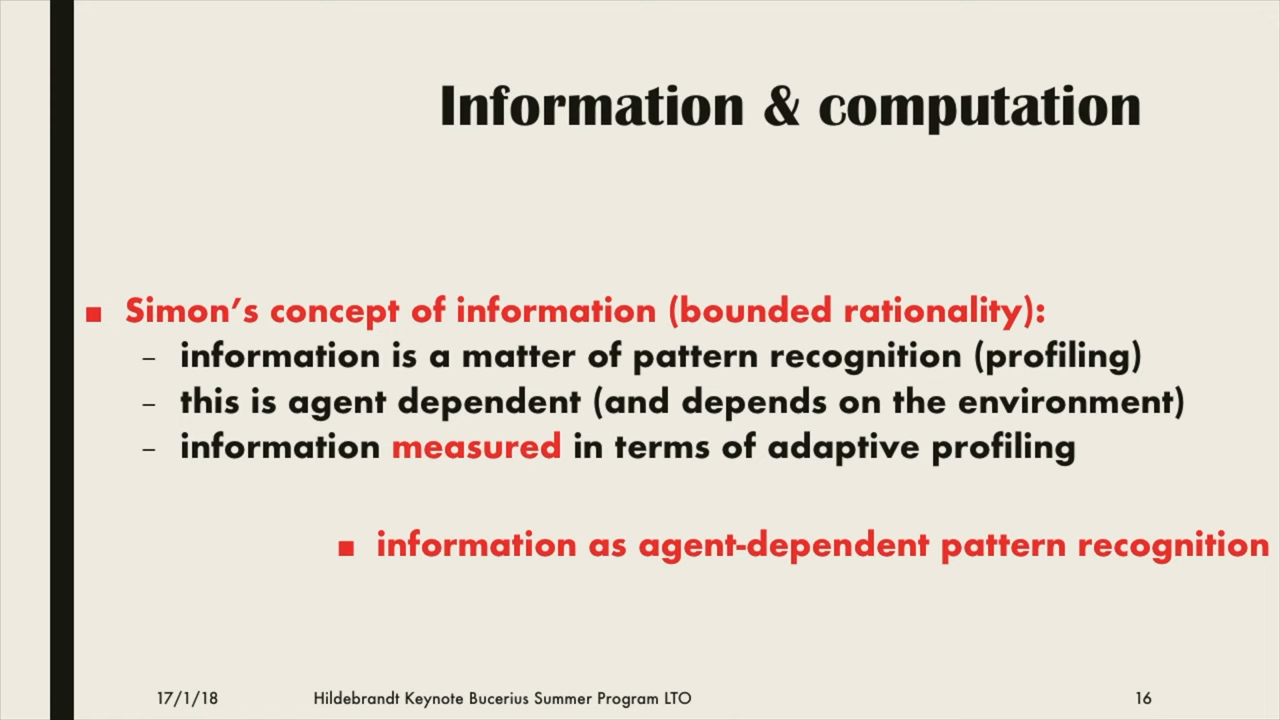 Information & computation
■ Simon’s concept of information (bounded rationality):
– information is a matter of pattern recognition (profiling)
– this is agent dependent (and depends on the environment)
– information measured in terms of adaptive profiling
■ information as agent-dependent pattern recognition
17/1/18 Hildebrandt Keynote Bucerius Summer Program LTO 16